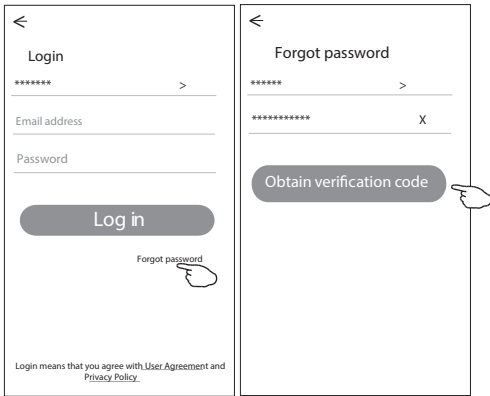 Login
******* >
Email address
Password
Log in
Forgot password
Login means that you agree with User Agreement and
Privacy Policy
Forgot password
****** >
*********** X
Obtain verification code